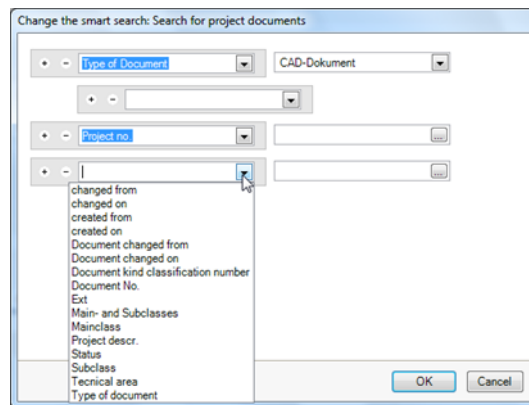 Change the smart search: Search for project documents
Type of Document
CAD-Dokument
Project no.
changed from
changed on
created from
created on
Document changed from
Document changed on
Document kind classification number
Document No.
Ext
Main- and Subclasses
Mainclass
Project descr.
Status
Subclass
Tecnical area
Type of document
OK
Cancel